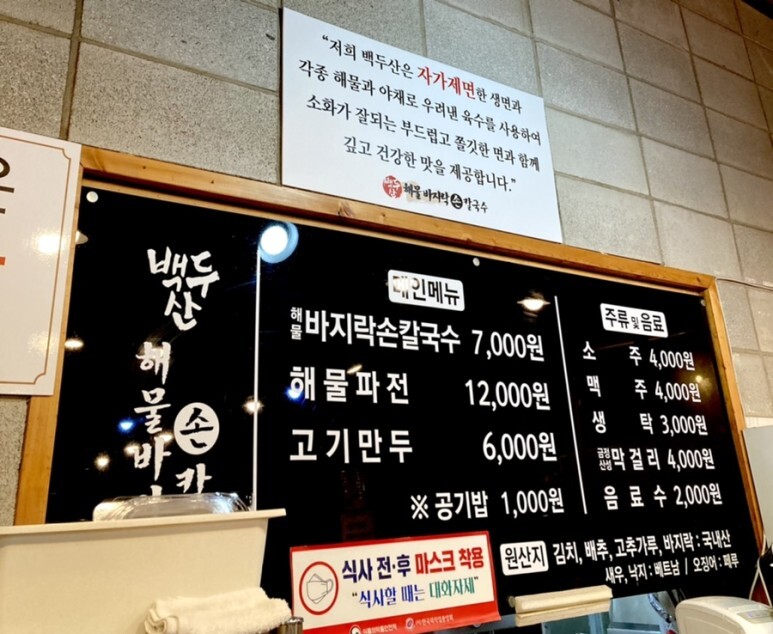 “저희 백두산은 자가제면한 생면과
각종 해물과 야채로 우려낸 육수를 사용하여
소화가 잘되는 부드럽고 쫄깃한 면과 함께
깊고 건강한 맛을 제공합니다.”
백두산 해물 바지락 손 칼국수
백두산
해물 바지
손 칼
메인메뉴
해물 바지락손칼국수 7,000원
해물파전 12,000원
고기만두 6,000원
※ 공기밥 1,000원
주류 및 음료
소 주 4,000원
맥 주 4,000원
생 탁 3,000원
금정산성 막걸리 4,000원
음료수 2,000원
원산지 김치, 배추, 고추가루, 바지락 : 국내산
새우, 낙지 : 베트남 / 오징어 : 페루
식사 전·후 마스크 착용
“식사할 때는 대화자제”